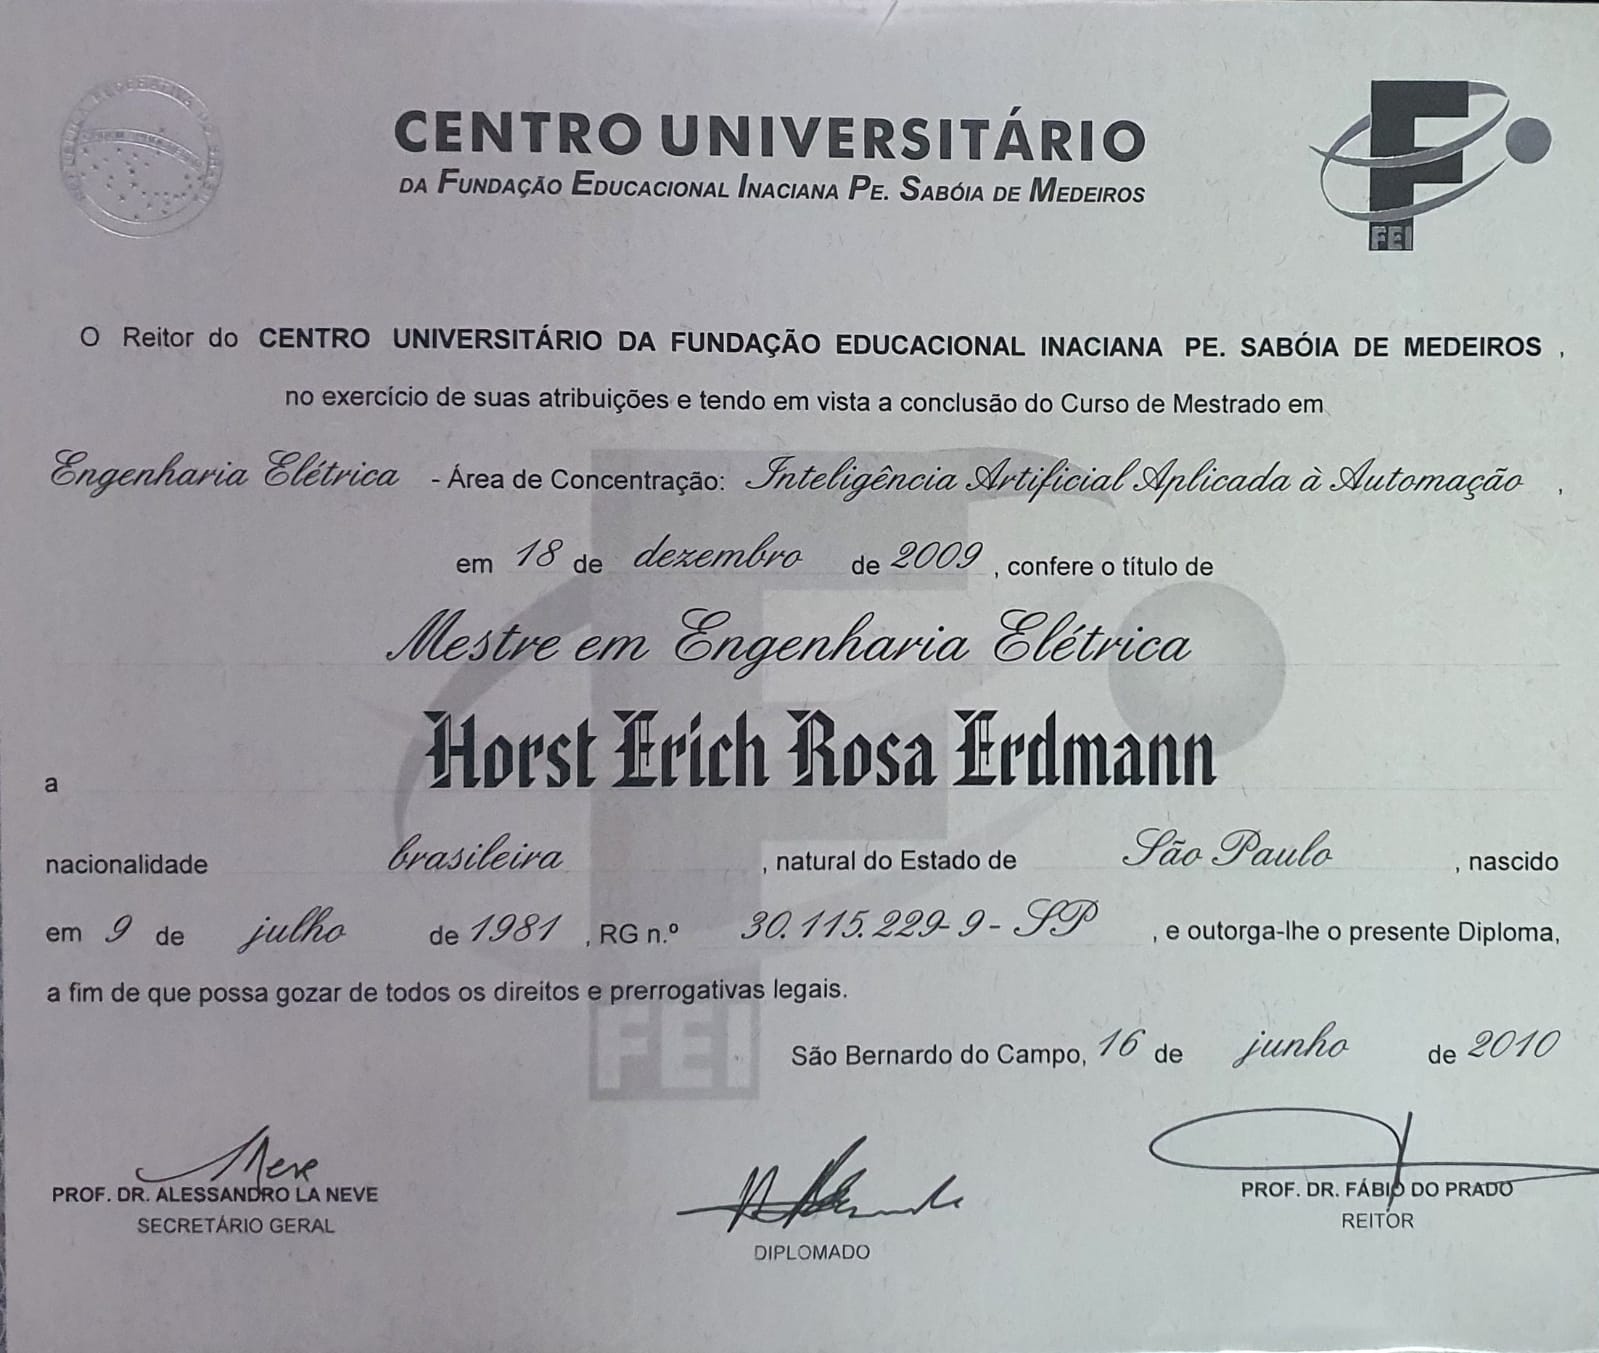 CENTRO UNIVERSITÁRIO
DA FUNDAÇÃO EDUCACIONAL INACIANA PE. SABÓIA DE MEDEIROS
FEI
O Reitor do CENTRO UNIVERSITÁRIO DA FUNDAÇÃO EDUCACIONAL INACIANA PE. SABÓIA DE MEDEIROS ,
no exercício de suas atribuições e tendo em vista a conclusão do Curso de Mestrado em
Engenharia Elétrica - Área de Concentração: Inteligência Artificial Aplicada à Automação ,
em 18 de dezembro de 2009 , confere o título de
Mestre em Engenharia Elétrica
a Horst Erich Rosa Erdmann
nacionalidade brasileira , natural do Estado de São Paulo , nascido
em 9 de julho de 1981 , RG n.º 30.115.229-9 - SP , e outorga-lhe o presente Diploma,
a fim de que possa gozar de todos os direitos e prerrogativas legais.
FEI
São Bernardo do Campo, 16 de junho de 2010
PROF. DR. ALESSANDRO LA NEVE
SECRETÁRIO GERAL
DIPLOMADO
PROF. DR. FÁBIO DO PRADO
REITOR